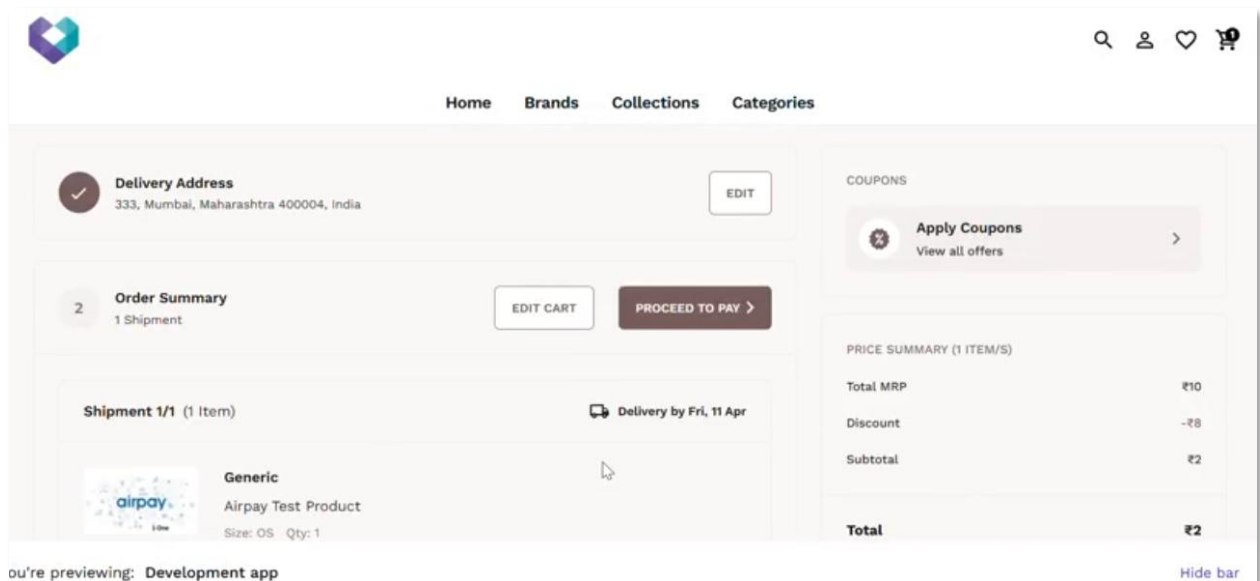 1
Home Brands Collections Categories
Delivery Address
333, Mumbai, Maharashtra 400004, India
EDIT
2
Order Summary
1 Shipment
EDIT CART
PROCEED TO PAY
Shipment 1/1 (1 Item)
Delivery by Fri, 11 Apr
airpay
Generic
Airpay Test Product
Size: OS Qty: 1
COUPONS
Apply Coupons
View all offers
PRICE SUMMARY (1 ITEM/S)
Total MRP ₹10
Discount -₹8
Subtotal ₹2
Total ₹2
ou're previewing: Development app
Hide bar